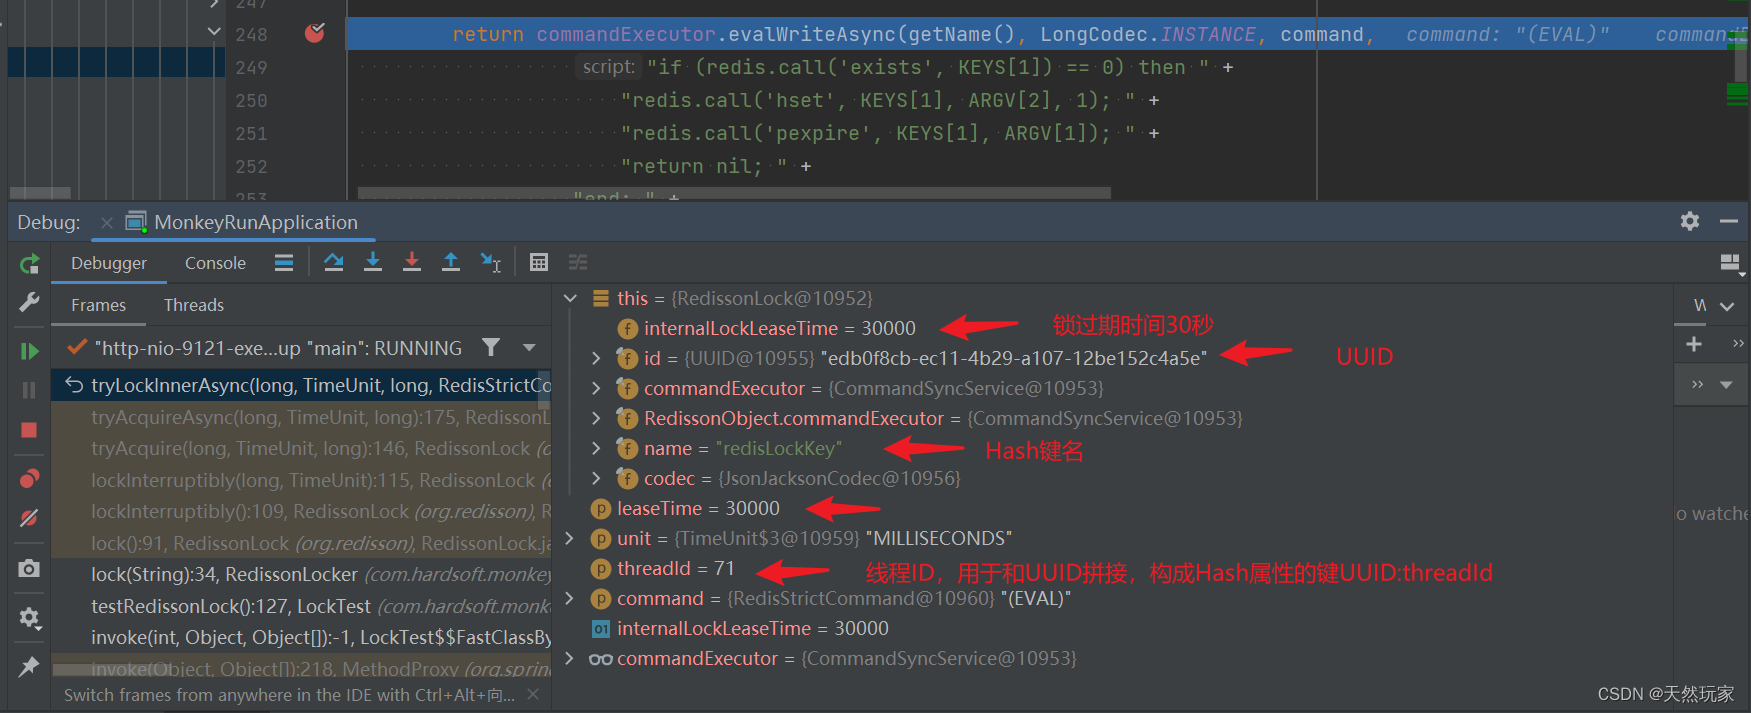 247
248 return commandExecutor.evalWriteAsync(getName(), LongCodec.INSTANCE, command, command: "(EVAL)"
249 script: "if (redis.call('exists', KEYS[1]) == 0) then " +
250 "redis.call('hset', KEYS[1], ARGV[2], 1); " +
251 "redis.call('pexpire', KEYS[1], ARGV[1]); " +
252 "return nil; " +
253 "end; " +
Debug: MonkeyRunApplication
Debugger Console
Frames Threads
"http-nio-9121-exe...up "main": RUNNING
tryLockInnerAsync(long, TimeUnit, long, RedisStrictCo
tryAcquireAsync(long, TimeUnit, long):175, RedissonL
tryAcquire(long, TimeUnit, long):146, RedissonLock (o
lockInterruptibly(long, TimeUnit):115, RedissonLock (o
lockInterruptibly():109, RedissonLock (org.redisson), R
lock():91, RedissonLock (org.redisson), RedissonLock.ja
lock(String):34, RedissonLocker (com.hardsoft.monkey
testRedissonLock():127, LockTest (com.hardsoft.monke
invoke(int, Object, Object[]):-1, LockTest$$FastClassBy
invoke(Object, Object[]):218, MethodProxy (org.sprin
Switch frames from anywhere in the IDE with Ctrl+Alt+向...
this = {RedissonLock@10952}
internalLockLeaseTime = 30000 锁过期时间30秒
id = {UUID@10955} "edb0f8cb-ec11-4b29-a107-12be152c4a5e" UUID
commandExecutor = {CommandSyncService@10953}
RedissonObject.commandExecutor = {CommandSyncService@10953}
name = "redisLockKey" Hash键名
codec = {JsonJacksonCodec@10956}
leaseTime = 30000
unit = {TimeUnit$3@10959} "MILLISECONDS"
threadId = 71 线程ID，用于和UUID拼接，构成Hash属性的键UUID:threadId
command = {RedisStrictCommand@10960} "(EVAL)"
internalLockLeaseTime = 30000
commandExecutor = {CommandSyncService@10953}
W
o watche
CSDN @天然玩家